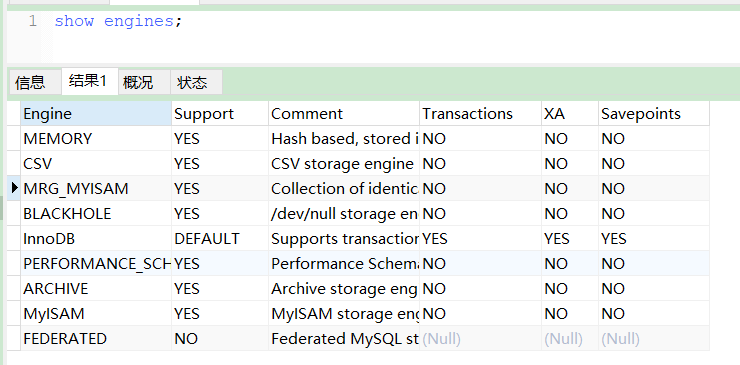 1 show engines;
信息 结果1 概况 状态
Engine Support Comment Transactions XA Savepoints
MEMORY YES Hash based, stored i NO NO NO
CSV YES CSV storage engine NO NO NO
MRG_MYISAM YES Collection of identica NO NO NO
BLACKHOLE YES /dev/null storage en NO NO NO
InnoDB DEFAULT Supports transaction YES YES YES
PERFORMANCE_SCH YES Performance Schema NO NO NO
ARCHIVE YES Archive storage eng NO NO NO
MyISAM YES MyISAM storage eng NO NO NO
FEDERATED NO Federated MySQL st (Null) (Null) (Null)